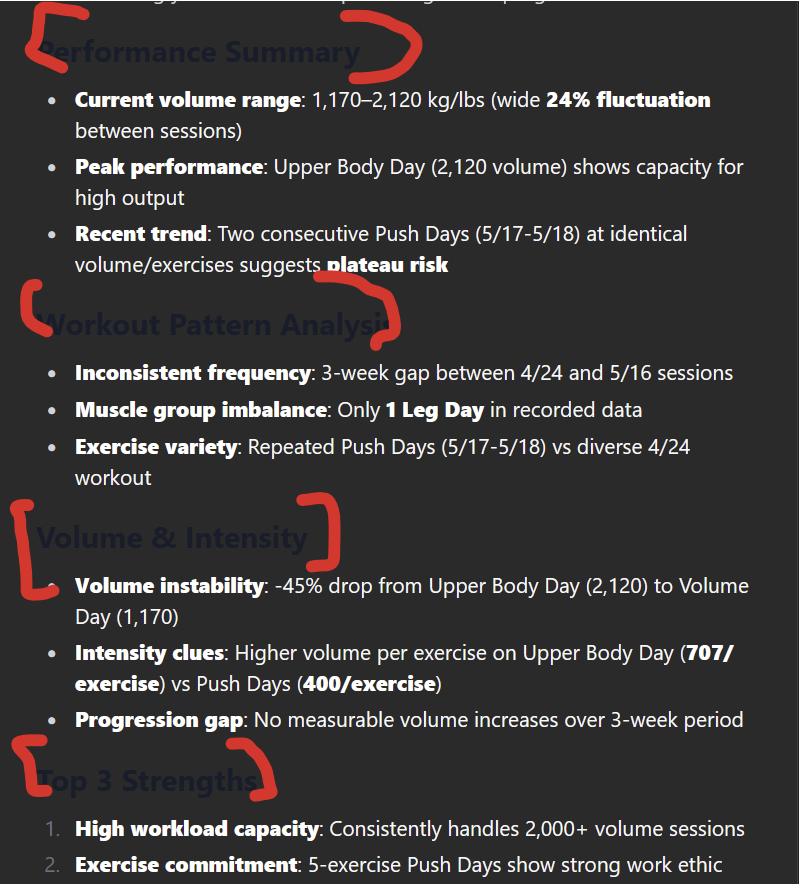 Performance Summary
• Current volume range: 1,170–2,120 kg/lbs (wide 24% fluctuation
between sessions)
• Peak performance: Upper Body Day (2,120 volume) shows capacity for
high output
• Recent trend: Two consecutive Push Days (5/17-5/18) at identical
volume/exercises suggests plateau risk
Workout Pattern Analysis
• Inconsistent frequency: 3-week gap between 4/24 and 5/16 sessions
• Muscle group imbalance: Only 1 Leg Day in recorded data
• Exercise variety: Repeated Push Days (5/17-5/18) vs diverse 4/24
workout
Volume & Intensity
• Volume instability: -45% drop from Upper Body Day (2,120) to Volume
Day (1,170)
• Intensity clues: Higher volume per exercise on Upper Body Day (707/
exercise) vs Push Days (400/exercise)
• Progression gap: No measurable volume increases over 3-week period
Top 3 Strengths
1. High workload capacity: Consistently handles 2,000+ volume sessions
2. Exercise commitment: 5-exercise Push Days show strong work ethic